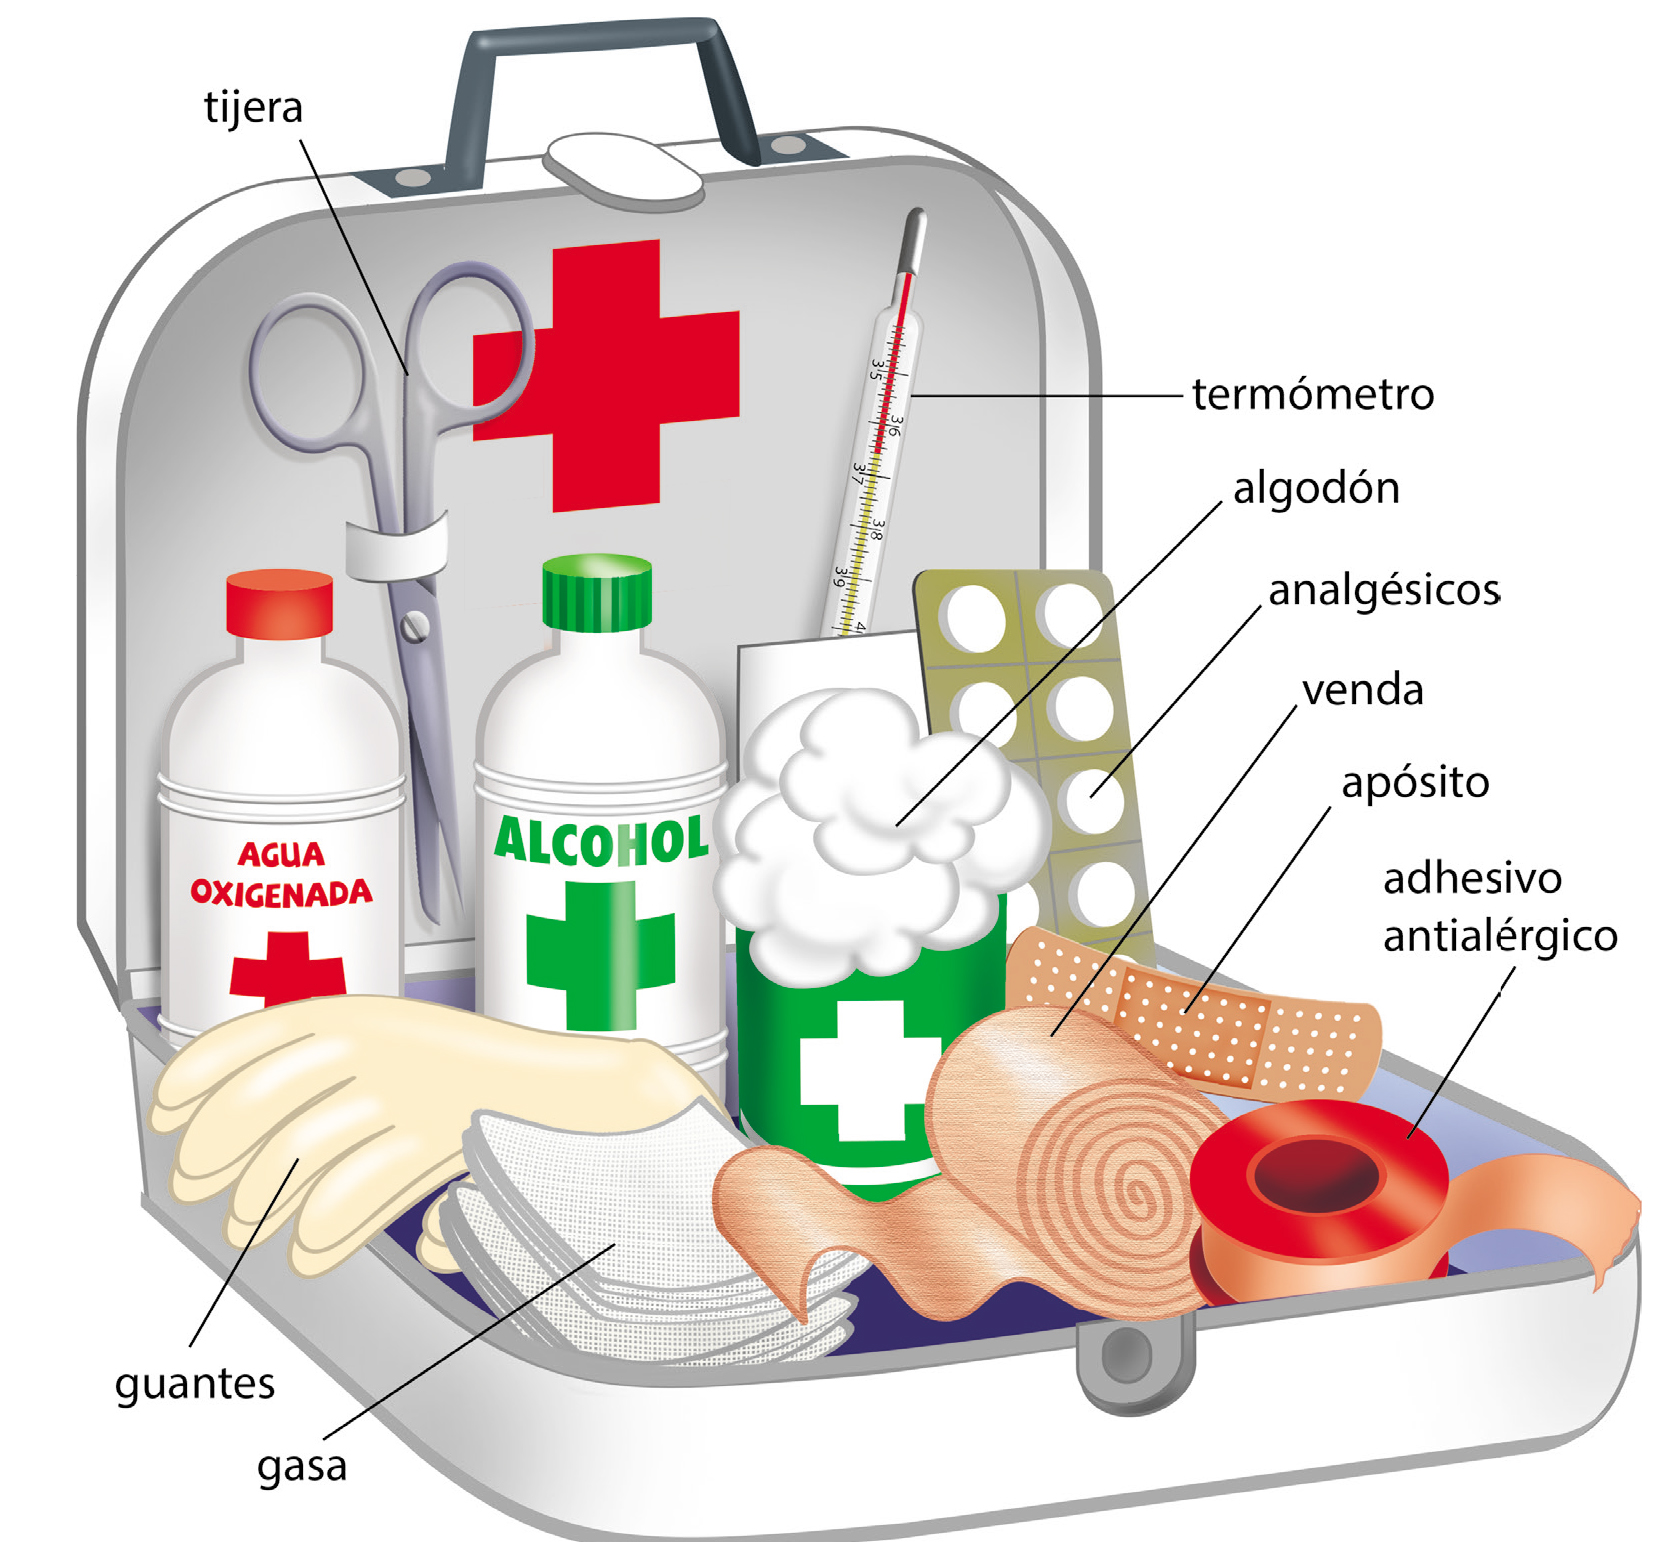 tijera
termómetro
algodón
analgésicos
venda
apósito
adhesivo
antialérgico
35
36
37
38
39
AGUA
OXIGENADA
ALCOHOL
guantes
gasa